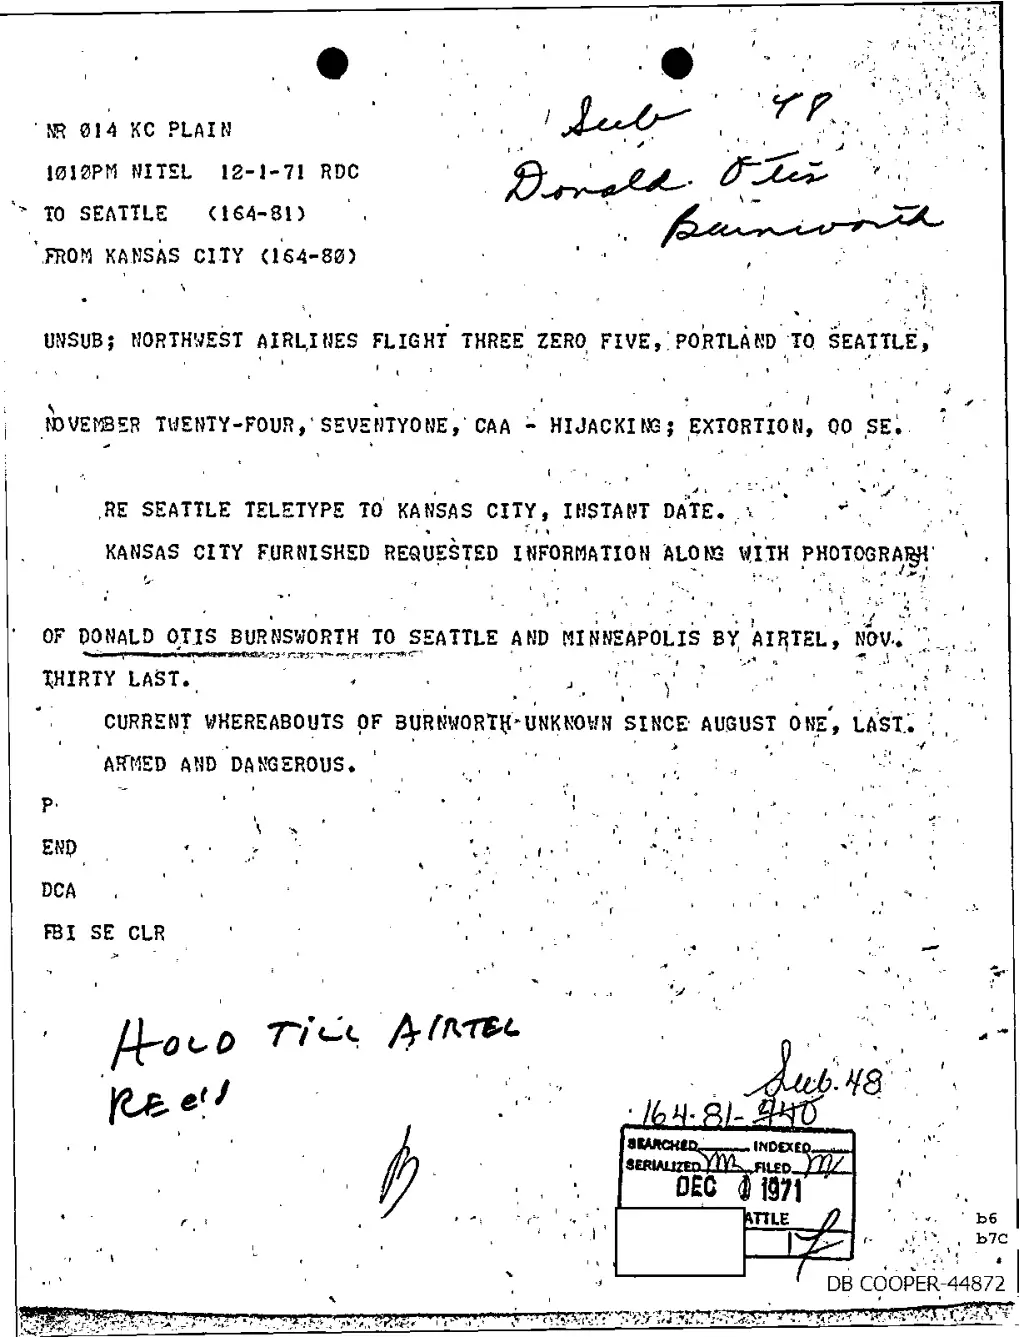 Sub 48
Donald Otis
Burnworth
NR 014 KC PLAIN
1010PM NITEL 12-1-71 RDC
TO SEATTLE (164-81)
FROM KANSAS CITY (164-80)
UNSUB; NORTHWEST AIRLINES FLIGHT THREE ZERO FIVE, PORTLAND TO SEATTLE,
NOVEMBER TWENTY-FOUR, SEVENTYONE, CAA - HIJACKING; EXTORTION, OO SE.
RE SEATTLE TELETYPE TO KANSAS CITY, INSTANT DATE.
KANSAS CITY FURNISHED REQUESTED INFORMATION ALONG WITH PHOTOGRAPH
OF DONALD OTIS BURNSWORTH TO SEATTLE AND MINNEAPOLIS BY AIRTEL, NOV.
THIRTY LAST.
CURRENT WHEREABOUTS OF BURNWORTH UNKNOWN SINCE AUGUST ONE, LAST.
ARMED AND DANGEROUS.
P
END
DCA
FBI SE CLR
HOLD TILL AIRTEL
REC'D
Sub. 48
164-81-440
SEARCHED INDEXED
SERIALIZED FILED
DEC 1 1971
ATTLE
b6
b7C
DB COOPER-44872